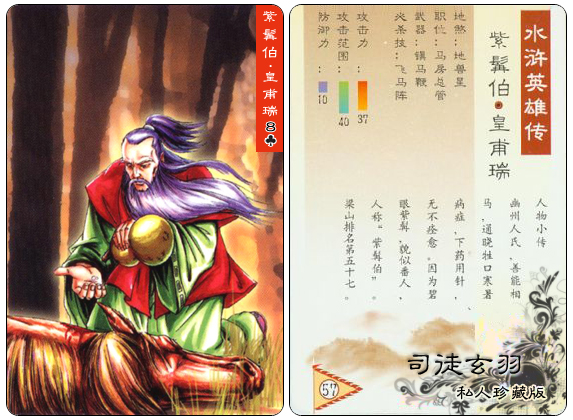 紫髯伯·皇甫瑞
8♣
水浒英雄传
紫髯伯·皇甫瑞
地煞：地兽星
职位：马房总管
武器：镇马鞭
必杀技：飞马阵
攻击力：
37
攻击范围：
40
防御力：
10
人物小传
幽州人氏，善能相
马，通晓牲口寒暑
病症，下药用针，
无不痊愈。因为碧
眼紫髯，貌似番人，
人称“紫髯伯”。
梁山排名第五十七。
57
司徒玄羽
私人珍藏版